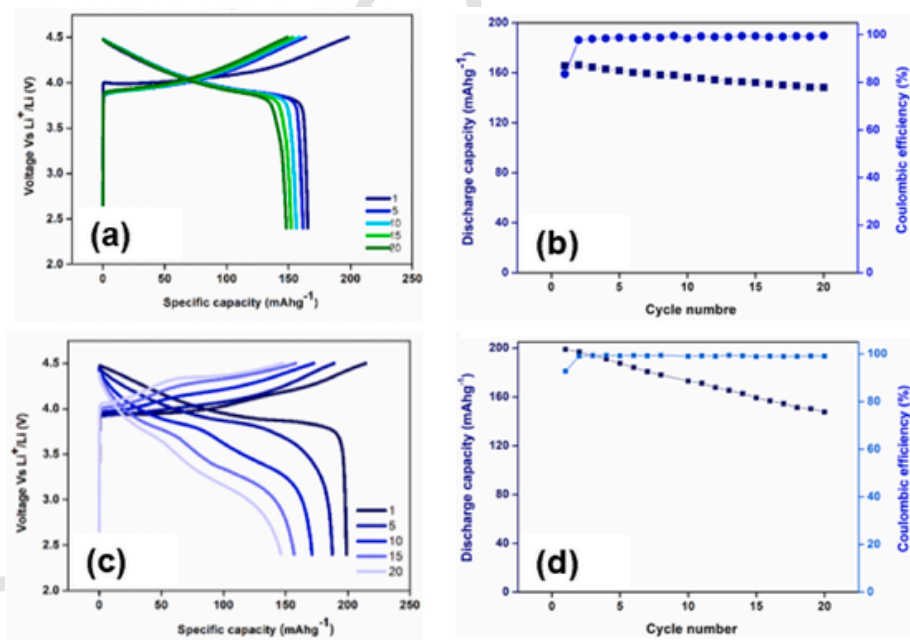 4.5
4.0
3.5
3.0
2.5
2.0
Voltage Vs Li⁺/Li (V)
0 50 100 150 200 250
Specific capacity (mAhg⁻¹)
1
5
10
15
20
(a)
200
160
120
80
40
0
Discharge capacity (mAhg⁻¹)
0 5 10 15 20
Cycle numbre
100
80
60
40
20
0
Coulombic efficiency (%)
(b)
4.5
4.0
3.5
3.0
2.5
2.0
Voltage Vs Li⁺/Li (V)
0 50 100 150 200 250
Specific capacity (mAhg⁻¹)
1
5
10
15
20
(c)
200
160
120
80
40
0
Discharge capacity (mAhg⁻¹)
0 5 10 15 20
Cycle number
100
80
60
40
20
0
Coulombic efficiency (%)
(d)